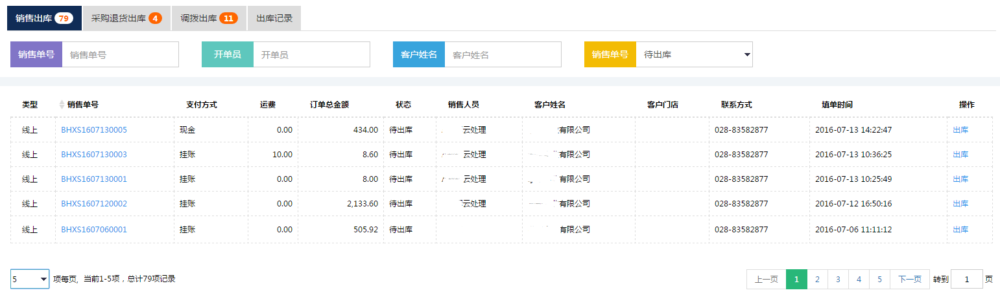 销售出库 79 采购退货出库 4 调拨出库 11 出库记录
销售单号 销售单号 开单员 开单员 客户姓名 客户姓名 销售单号 待出库
类型 销售单号 支付方式 运费 订单总金额 状态 销售人员 客户姓名 客户门店 联系方式 填单时间 操作
线上 BHXS1607130005 现金 0.00 434.00 待出库 云处理 有限公司 028-83582877 2016-07-13 14:22:47 出库
线上 BHXS1607130003 挂账 10.00 8.60 待出库 云处理 有限公司 028-83582877 2016-07-13 10:36:25 出库
线上 BHXS1607130001 挂账 0.00 8.00 待出库 云处理 有限公司 028-83582877 2016-07-13 10:25:49 出库
线上 BHXS1607120002 挂账 0.00 2,133.60 待出库 云处理 有限公司 028-83582877 2016-07-12 16:50:16 出库
线上 BHXS1607060001 挂账 0.00 505.92 待出库 有限公司 028-83582877 2016-07-06 11:11:12 出库
5 项每页, 当前1-5项，总计79项记录 上一页 1 2 3 4 5 下一页 转到 1 页